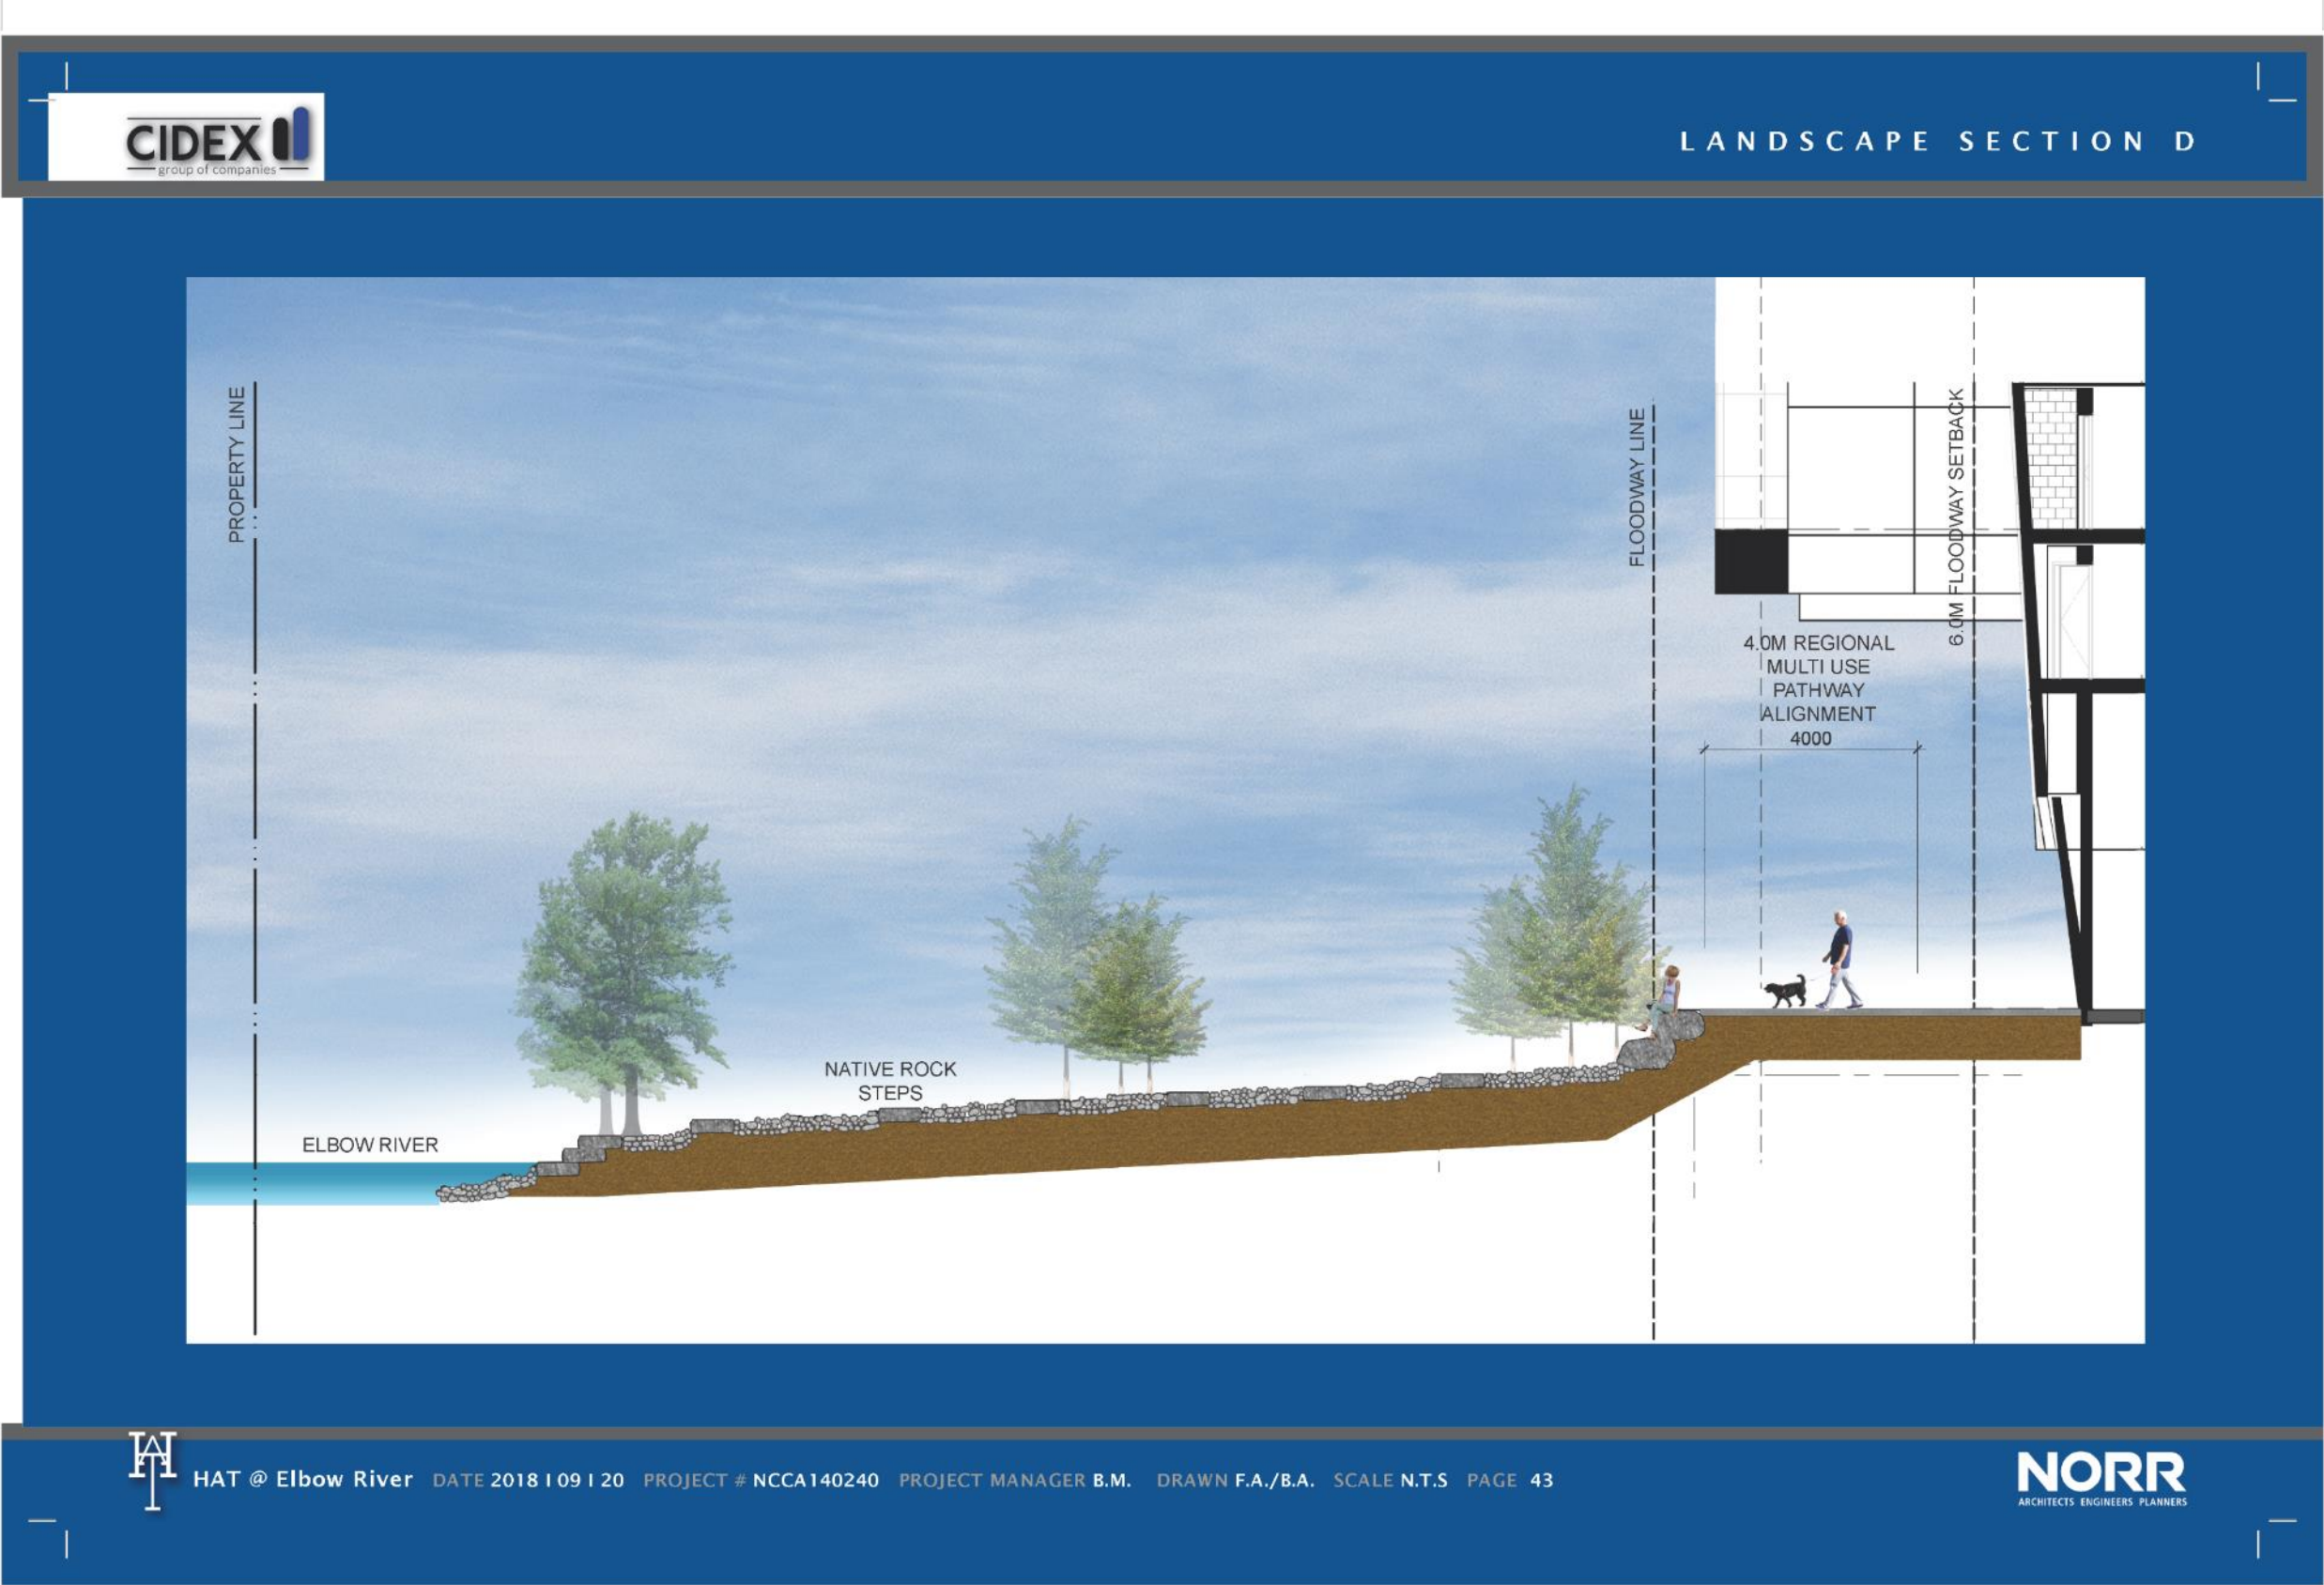 CIDEX
group of companies
LANDSCAPE SECTION D
PROPERTY LINE
FLOODWAY LINE
6.0M FLOODWAY SETBACK
4.0M REGIONAL
MULTI USE
PATHWAY
ALIGNMENT
4000
NATIVE ROCK
STEPS
ELBOW RIVER
HAT
HAT @ Elbow River DATE 2018 | 09 | 20 PROJECT # NCCA140240 PROJECT MANAGER B.M. DRAWN F.A./B.A. SCALE N.T.S PAGE 43
NORR
ARCHITECTS ENGINEERS PLANNERS